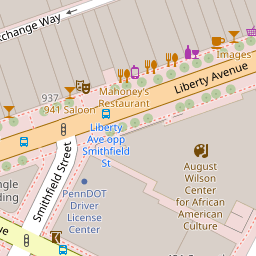 xchange Way
Images
Liberty Avenue
Mahoney's
Restaurant
937
941 Saloon
Liberty
Ave opp
Smithfield
St
Smithfield Street
August
Wilson
Center
for African
American
Culture
PennDOT
Driver
License
Center
ngle
ding
ve